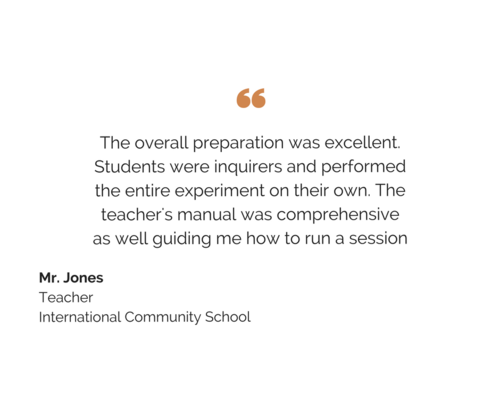 ❝
The overall preparation was excellent.
Students were inquirers and performed
the entire experiment on their own. The
teacher's manual was comprehensive
as well guiding me how to run a session
Mr. Jones
Teacher
International Community School